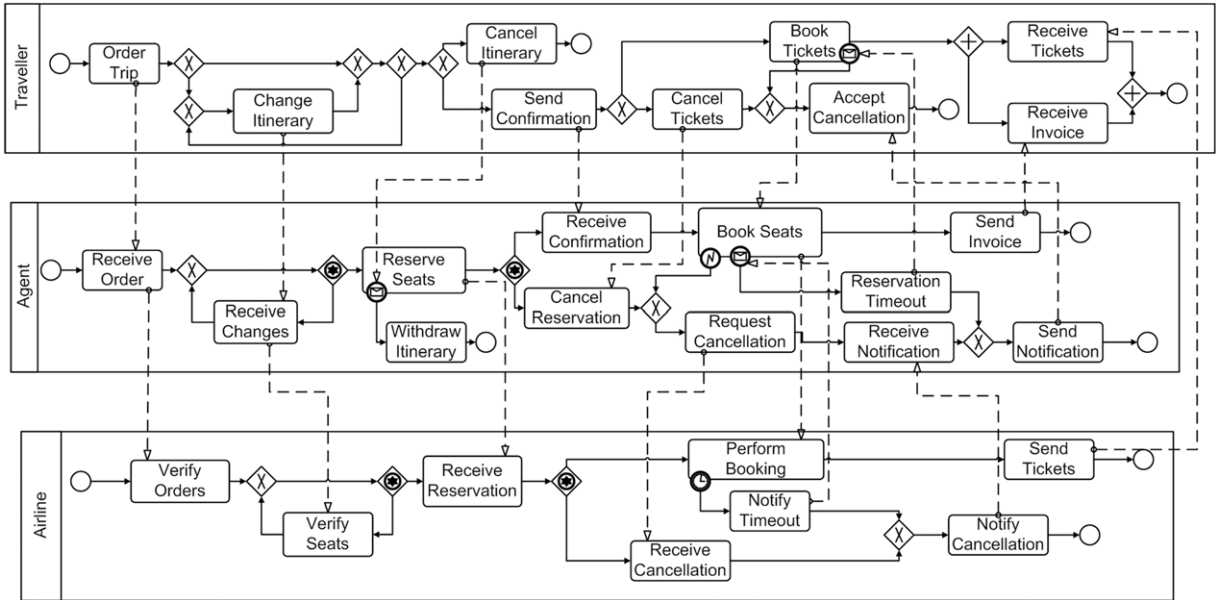 Traveller
Order
Trip
Change
Itinerary
Cancel
Itinerary
Send
Confirmation
Book
Tickets
Cancel
Tickets
Accept
Cancellation
Receive
Tickets
Receive
Invoice
Agent
Receive
Order
Receive
Changes
Reserve
Seats
Withdraw
Itinerary
Receive
Confirmation
Cancel
Reservation
Book Seats
Request
Cancellation
Send
Invoice
Reservation
Timeout
Receive
Notification
Send
Notification
Airline
Verify
Orders
Verify
Seats
Receive
Reservation
Perform
Booking
Notify
Timeout
Receive
Cancellation
Send
Tickets
Notify
Cancellation